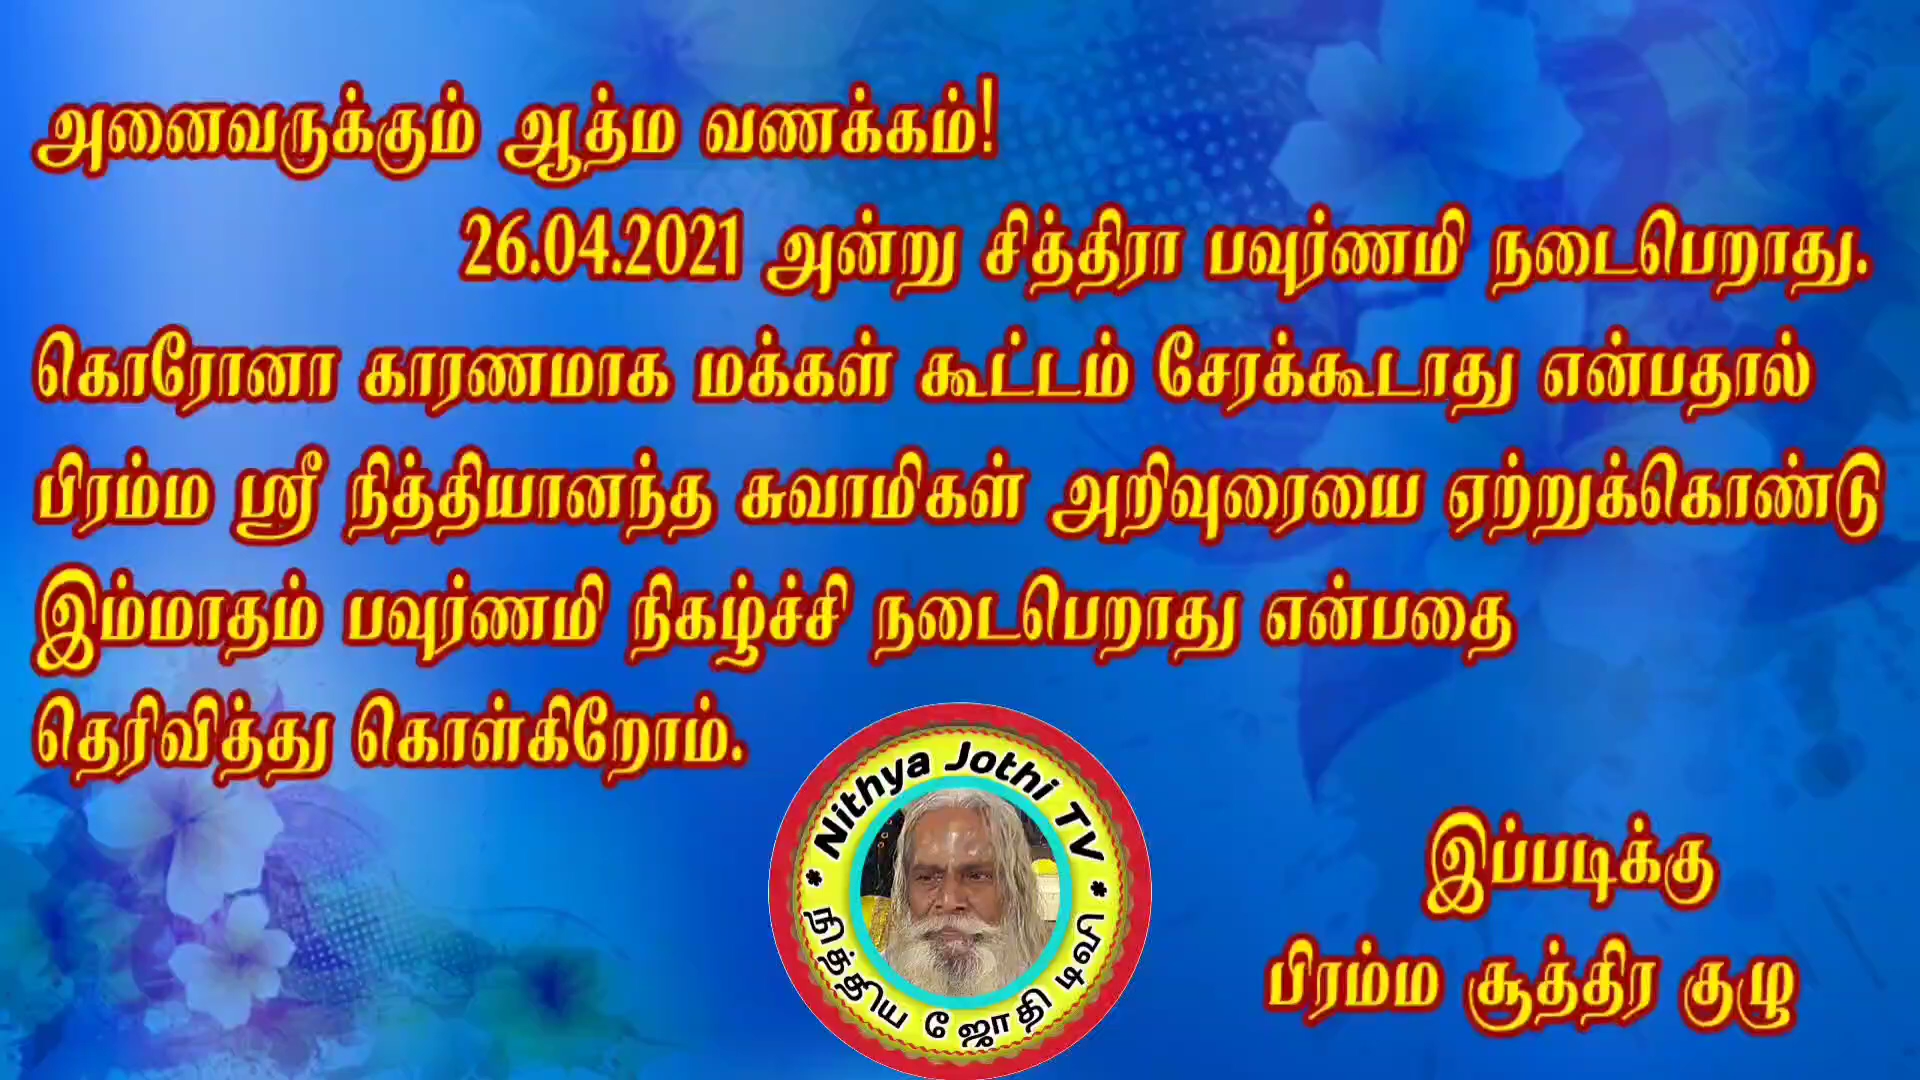 அனைவருக்கும் ஆத்ம வணக்கம்!
26.04.2021 அன்று சித்திரா பவுர்ணமி நடைபெறாது.
கொரோனா காரணமாக மக்கள் கூட்டம் சேரக்கூடாது என்பதால்
பிரம்ம ஸ்ரீ நித்தியானந்த சுவாமிகள் அறிவுரையை ஏற்றுக்கொண்டு
இம்மாதம் பவுர்ணமி நிகழ்ச்சி நடைபெறாது என்பதை
தெரிவித்து கொள்கிறோம்.
Nithya Jothi TV
நித்திய ஜோதி டிவி
இப்படிக்கு
பிரம்ம சூத்திர குழு